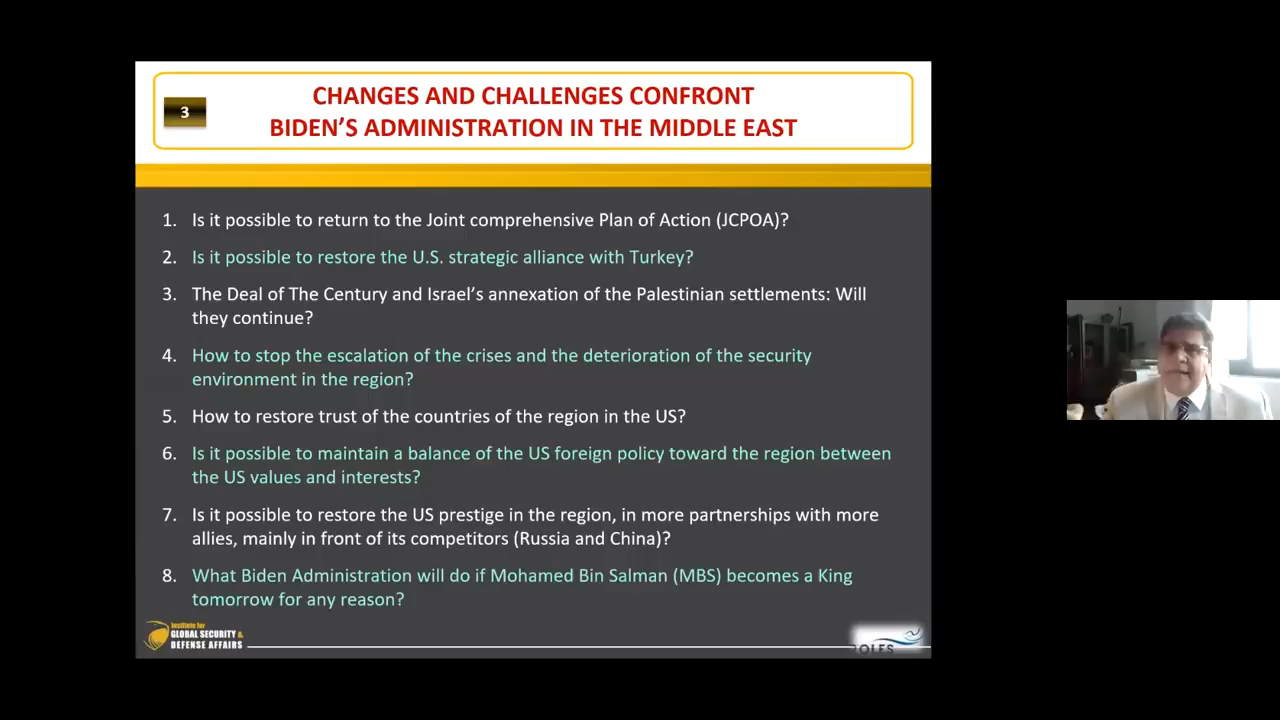 3
CHANGES AND CHALLENGES CONFRONT
BIDEN'S ADMINISTRATION IN THE MIDDLE EAST
1. Is it possible to return to the Joint comprehensive Plan of Action (JCPOA)?
2. Is it possible to restore the U.S. strategic alliance with Turkey?
3. The Deal of The Century and Israel's annexation of the Palestinian settlements: Will
they continue?
4. How to stop the escalation of the crises and the deterioration of the security
environment in the region?
5. How to restore trust of the countries of the region in the US?
6. Is it possible to maintain a balance of the US foreign policy toward the region between
the US values and interests?
7. Is it possible to restore the US prestige in the region, in more partnerships with more
allies, mainly in front of its competitors (Russia and China)?
8. What Biden Administration will do if Mohamed Bin Salman (MBS) becomes a King
tomorrow for any reason?
Institute for
GLOBAL SECURITY &
DEFENSE AFFAIRS